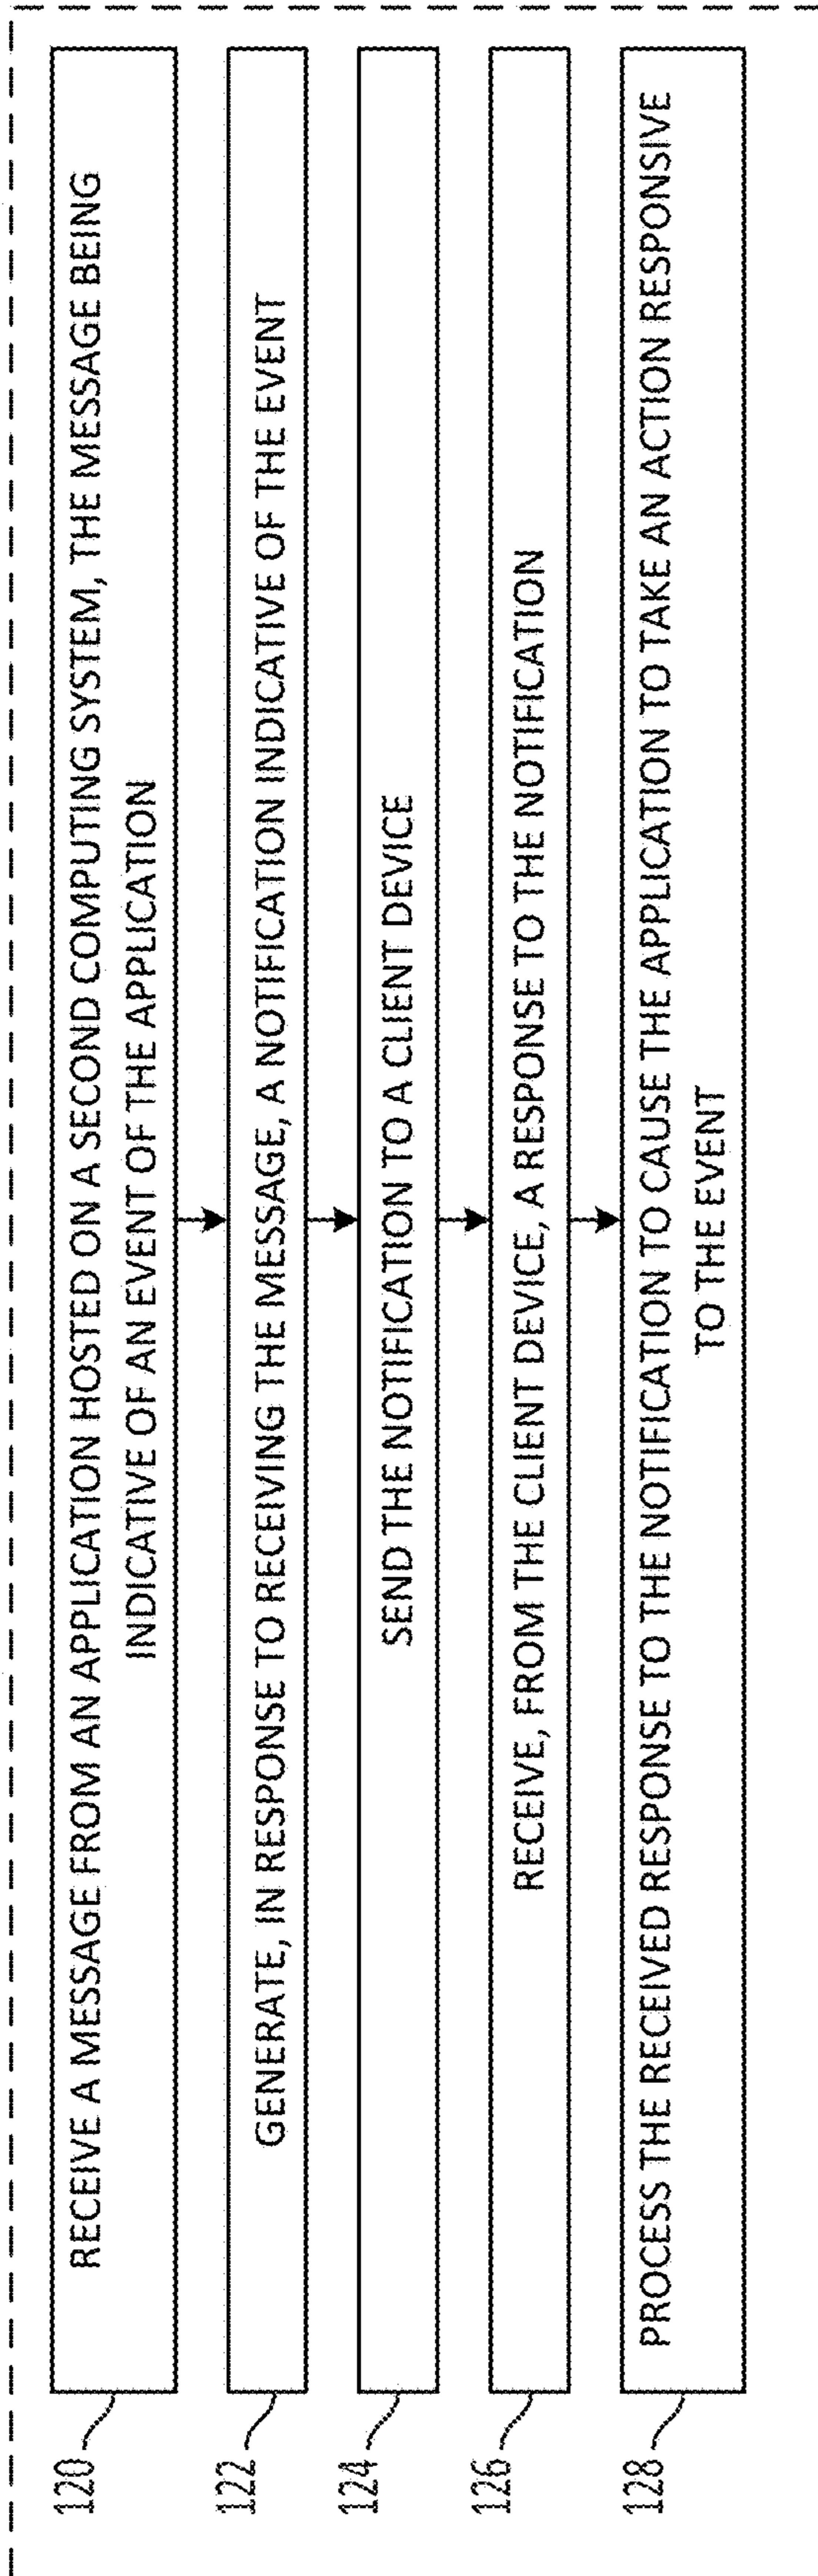 120
RECEIVE A MESSAGE FROM AN APPLICATION HOSTED ON A SECOND COMPUTING SYSTEM, THE MESSAGE BEING
INDICATIVE OF AN EVENT OF THE APPLICATION
122
GENERATE, IN RESPONSE TO RECEIVING THE MESSAGE, A NOTIFICATION INDICATIVE OF THE EVENT
124
SEND THE NOTIFICATION TO A CLIENT DEVICE
126
RECEIVE, FROM THE CLIENT DEVICE, A RESPONSE TO THE NOTIFICATION
128
PROCESS THE RECEIVED RESPONSE TO THE NOTIFICATION TO CAUSE THE APPLICATION TO TAKE AN ACTION RESPONSIVE
TO THE EVENT